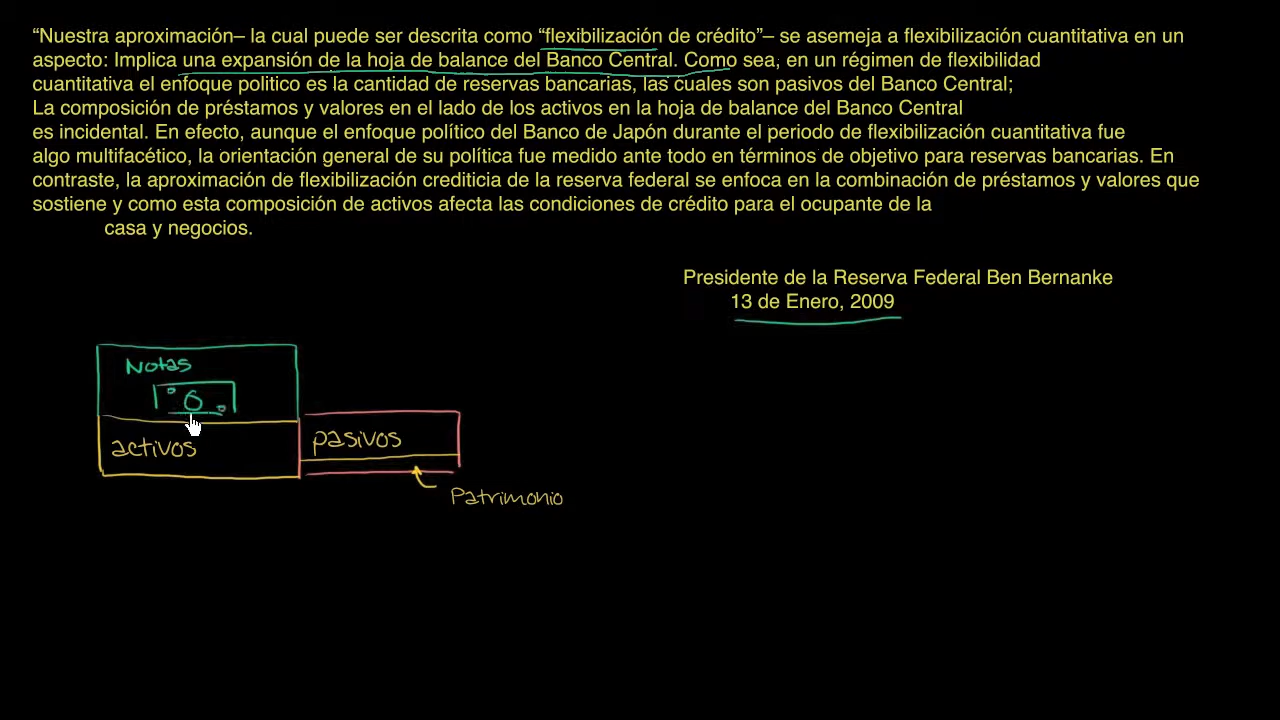 “Nuestra aproximación– la cual puede ser descrita como “flexibilización de crédito”– se asemeja a flexibilización cuantitativa en un
aspecto: Implica una expansión de la hoja de balance del Banco Central. Como sea, en un régimen de flexibilidad
cuantitativa el enfoque politico es la cantidad de reservas bancarias, las cuales son pasivos del Banco Central;
La composición de préstamos y valores en el lado de los activos en la hoja de balance del Banco Central
es incidental. En efecto, aunque el enfoque político del Banco de Japón durante el periodo de flexibilización cuantitativa fue
algo multifacético, la orientación general de su política fue medido ante todo en términos de objetivo para reservas bancarias. En
contraste, la aproximación de flexibilización crediticia de la reserva federal se enfoca en la combinación de préstamos y valores que
sostiene y como esta composición de activos afecta las condiciones de crédito para el ocupante de la
casa y negocios.
Presidente de la Reserva Federal Ben Bernanke
13 de Enero, 2009
Notas
activos
pasivos
Patrimonio